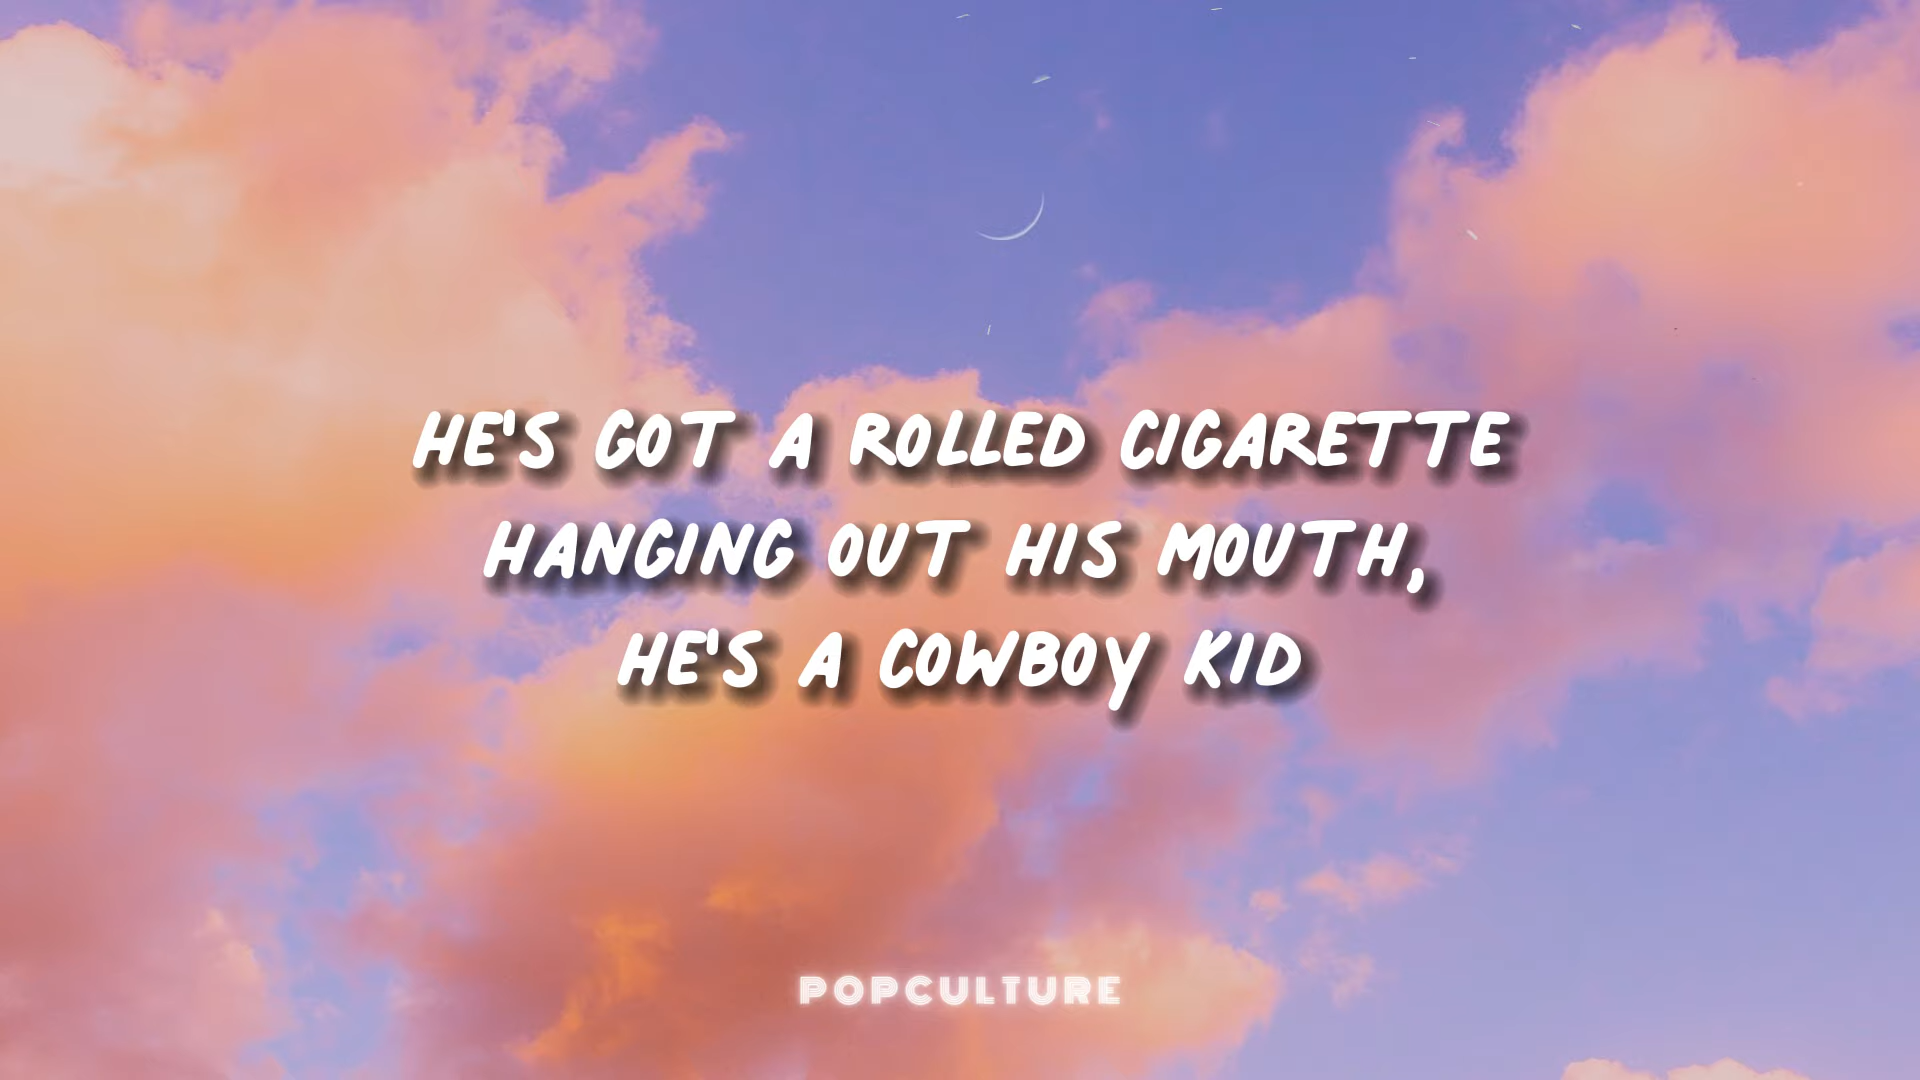 HE'S GOT A ROLLED CIGARETTE
HANGING OUT HIS MOUTH,
HE'S A COWBOY KID
POPCULTURE